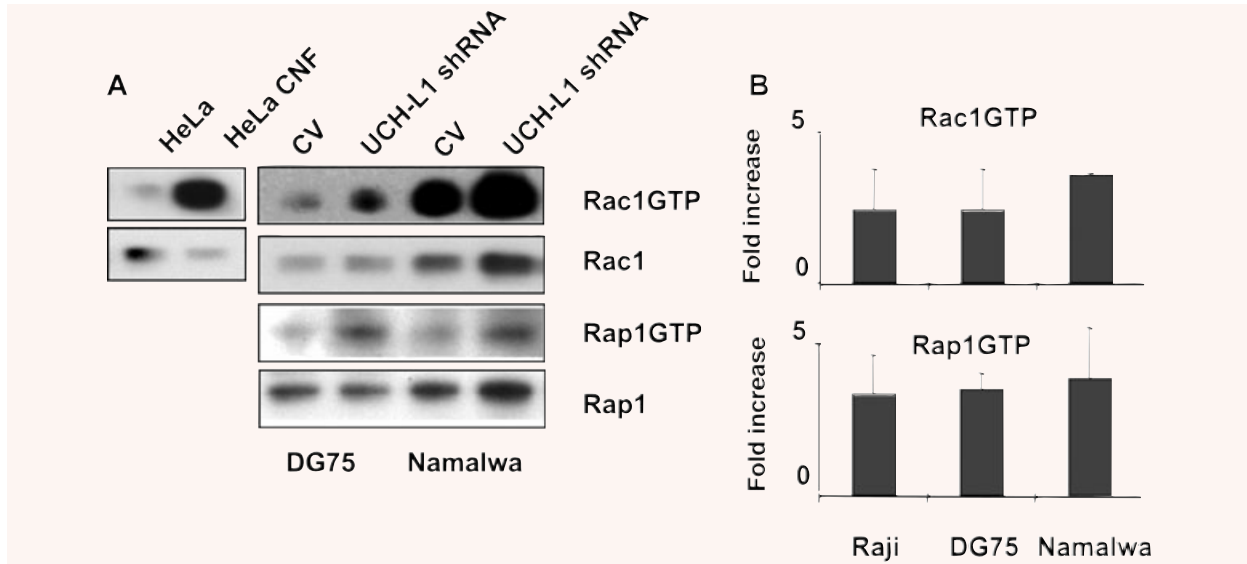 A
HeLa
HeLa CNF
CV
UCH-L1 shRNA
CV
UCH-L1 shRNA
Rac1GTP
Rac1
Rap1GTP
Rap1
DG75 Namalwa
B
Rac1GTP
5
Fold increase
0
Rap1GTP
5
Fold increase
0
Raji DG75 Namalwa